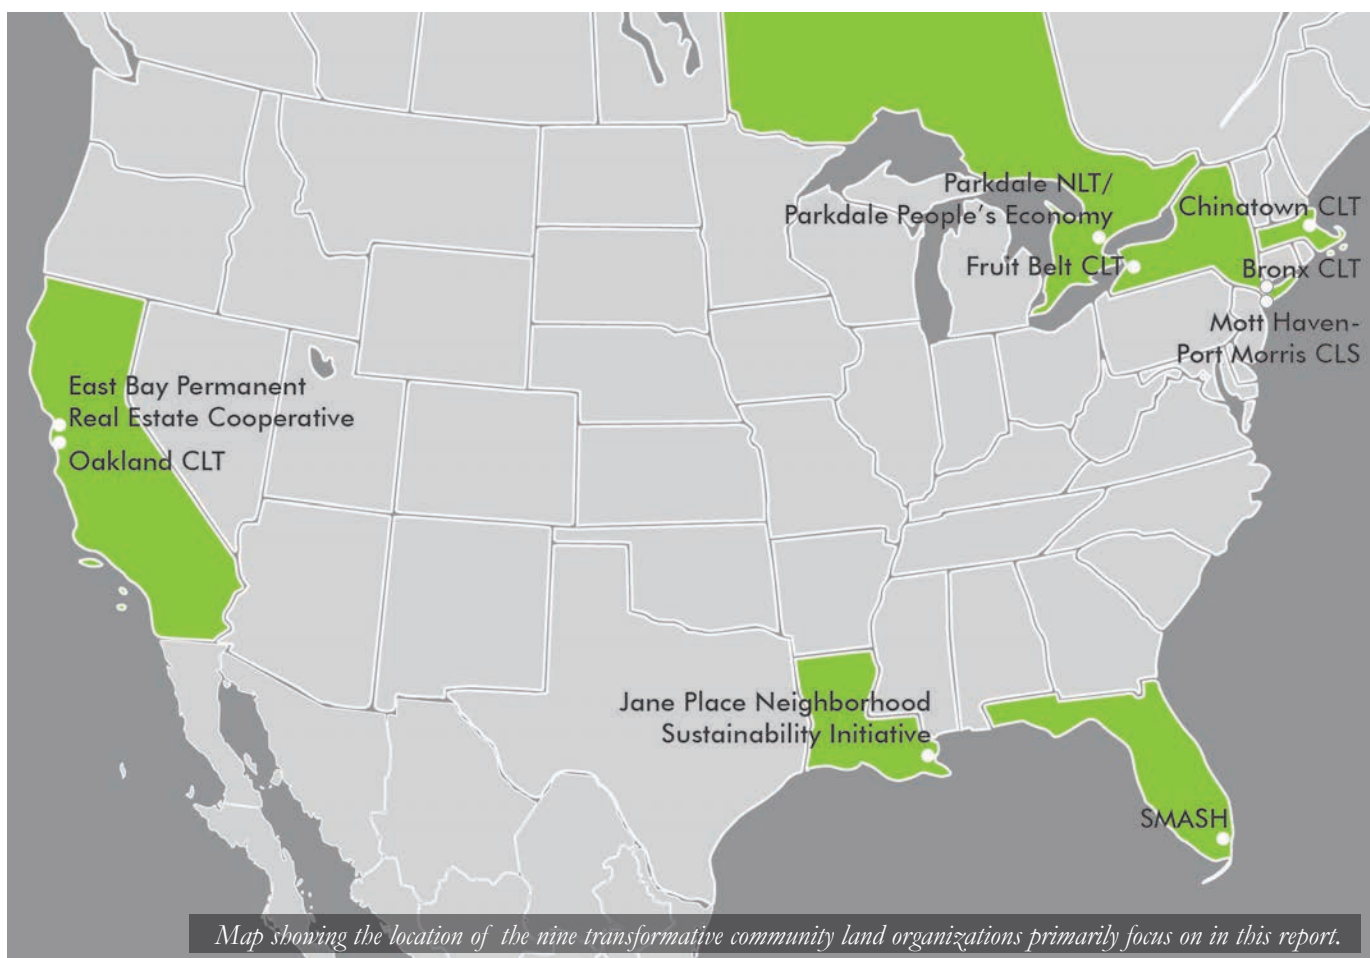 Parkdale NLT/
Parkdale People's Economy
Chinatown CLT
Fruit Belt CLT
Bronx CLT
Mott Haven-
Port Morris CLS
East Bay Permanent
Real Estate Cooperative
Oakland CLT
Jane Place Neighborhood
Sustainability Initiative
SMASH
Map showing the location of the nine transformative community land organizations primarily focus on in this report.